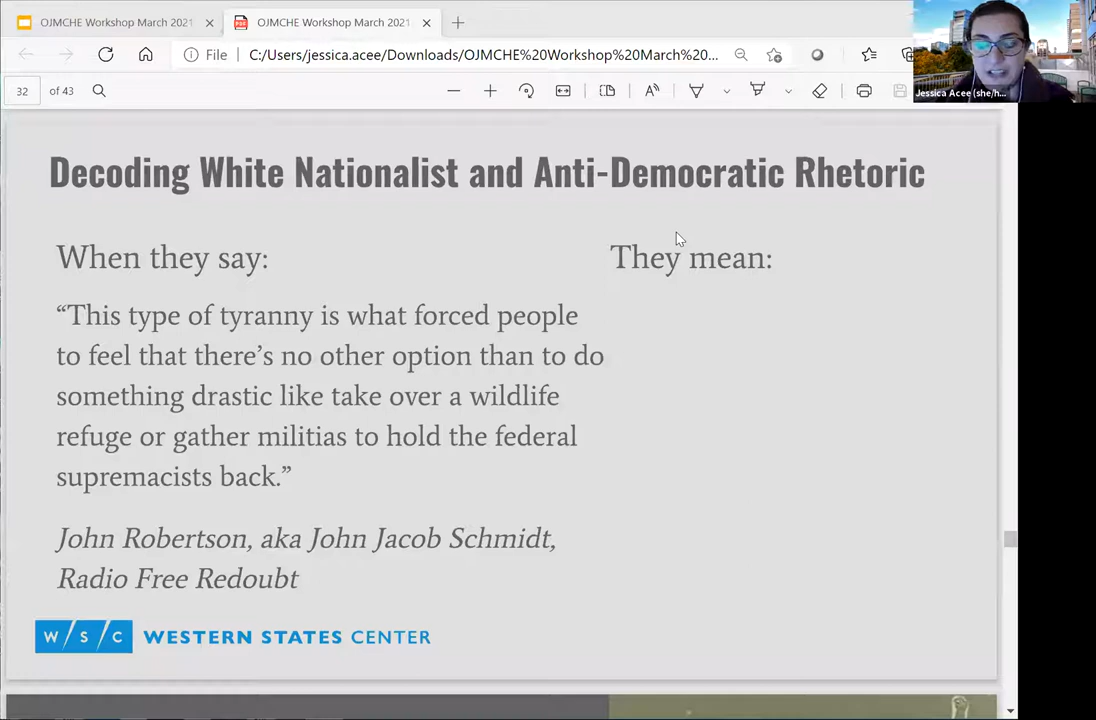 OJMCHE Workshop March 2021
OJMCHE Workshop March 2021
File
C:/Users/jessica.acee/Downloads/OJMCHE%20Workshop%20March%20...
32 of 43
Jessica Acee (she/h...
Decoding White Nationalist and Anti-Democratic Rhetoric
When they say:
They mean:
“This type of tyranny is what forced people
to feel that there’s no other option than to do
something drastic like take over a wildlife
refuge or gather militias to hold the federal
supremacists back.”
John Robertson, aka John Jacob Schmidt,
Radio Free Redoubt
W/S/C WESTERN STATES CENTER